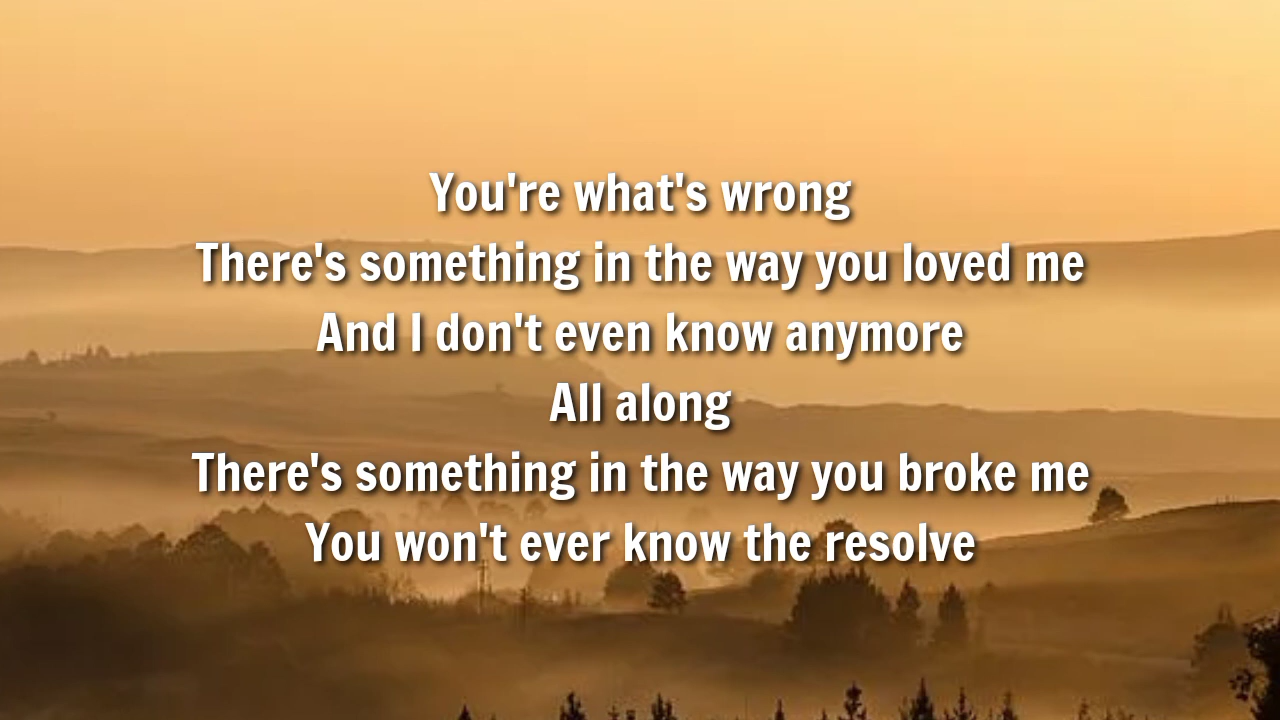 You're what's wrong
There's something in the way you loved me
And I don't even know anymore
All along
There's something in the way you broke me
You won't ever know the resolve